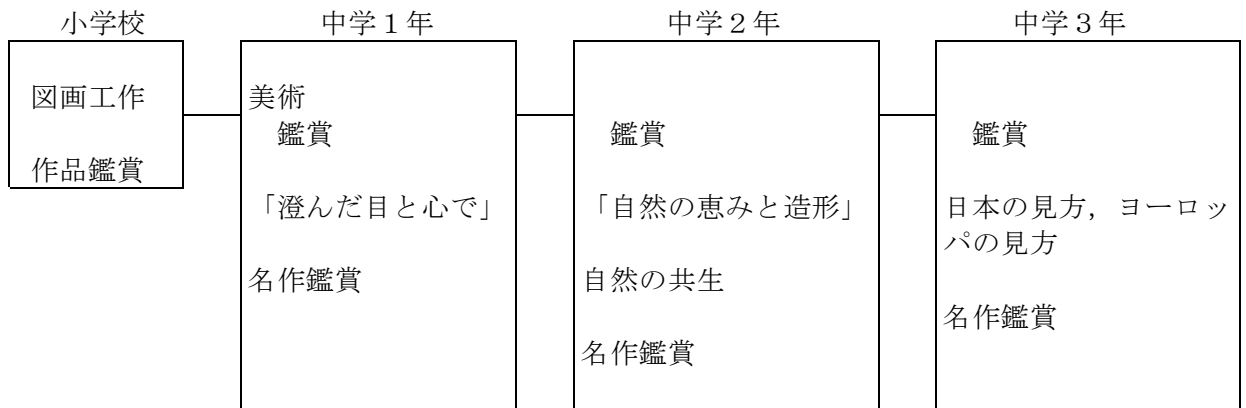 小学校
図画工作
作品鑑賞
中学1年
美術
鑑賞
「澄んだ目と心で」
名作鑑賞
中学2年
鑑賞
「自然の恵みと造形」
自然の共生
名作鑑賞
中学3年
鑑賞
日本の見方，ヨーロッ
パの見方
名作鑑賞